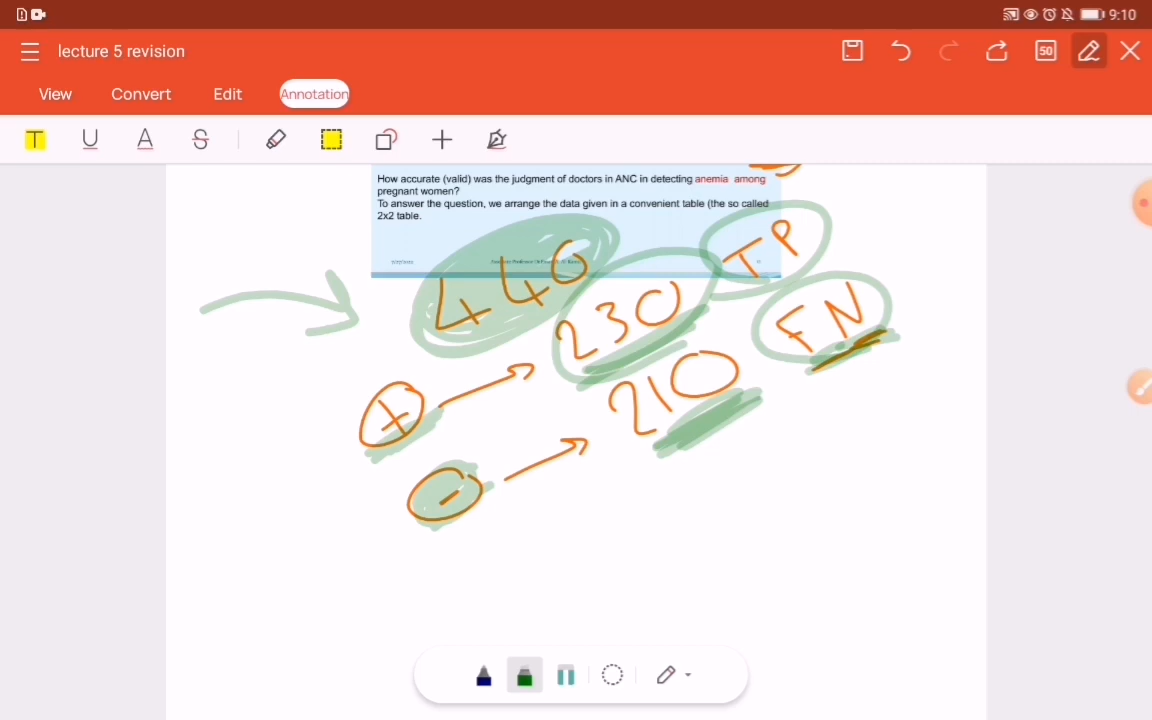 9:10
lecture 5 revision
50
View Convert Edit Annotation
T U A S
How accurate (valid) was the judgment of doctors in ANC in detecting anemia among
pregnant women?
To answer the question, we arrange the data given in a convenient table (the so called
2x2 table.
TP
440
230 FN
+ 210
-